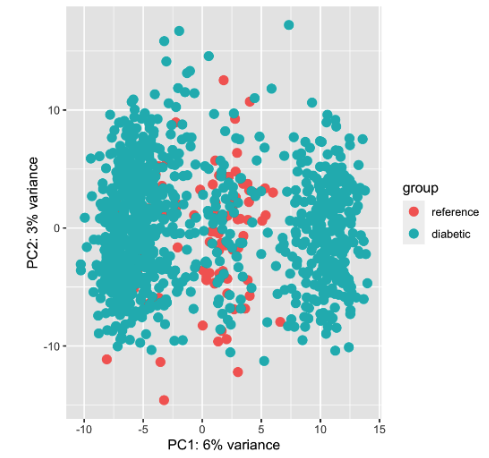 10
0
-10
-10
-5
0
5
10
15
PC1: 6% variance
PC2: 3% variance
group
reference
diabetic